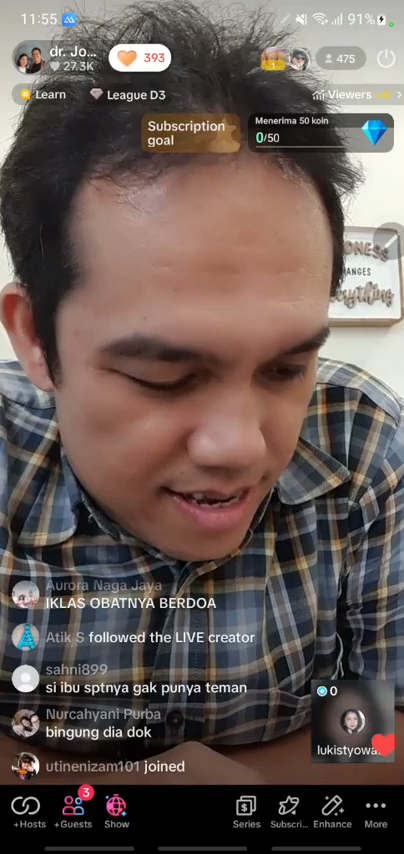 11:55
91%
dr. Jo...
27.3K
393
475
Learn
League D3
Viewers
Subscription
goal
Menerima 50 koin
0/50
ANGES
everything
Aurora Naga Jaya
IKLAS OBATNYA BERDOA
Atik S followed the LIVE creator
sahni899
si ibu sptnya gak punya teman
Nurcahyani Purba
bingung dia dok
utinenizam101 joined
0
lukistyowa..
3
+Hosts
+Guests
Show
Series
Subscri...
Enhance
More